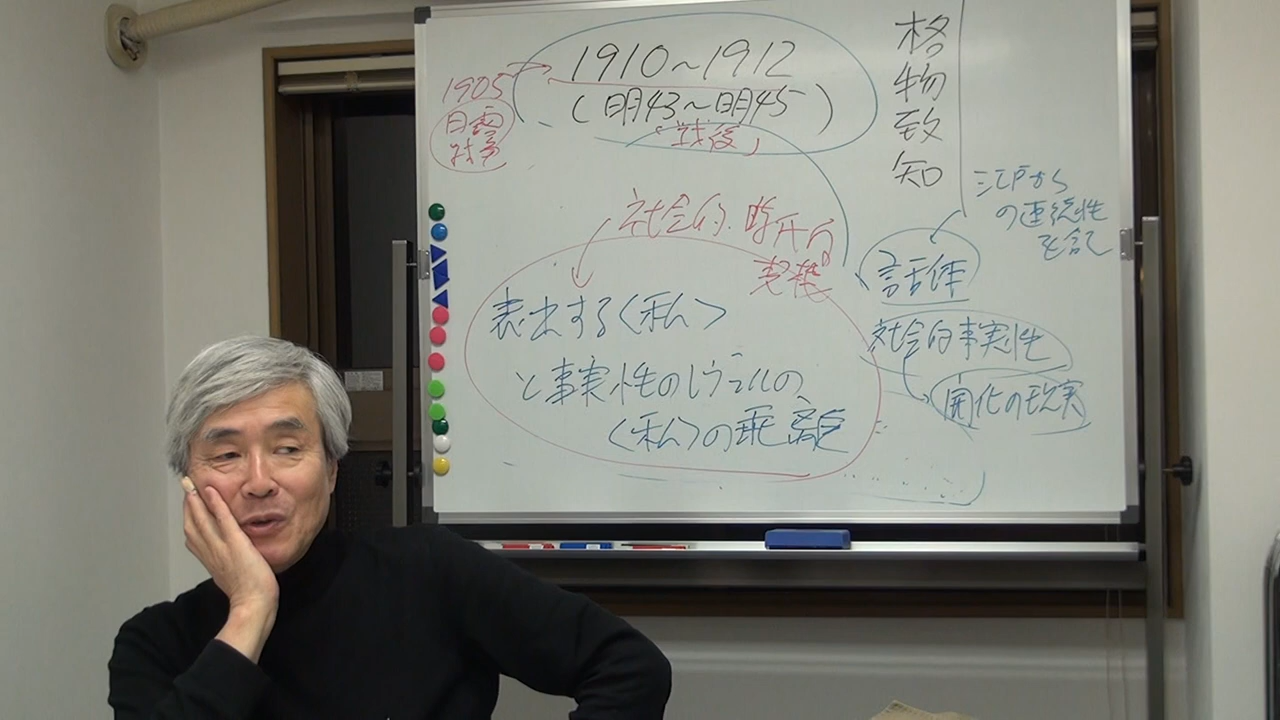 1910～1912
(明43～明45)
「戦後」
1905
日露
戦争
格物致知
江戸から
の連続性
を
社会的、時代的
契機
話体
社会的事実性
開化の現実
表出する〈私〉
と事実性のレヴェルの、
〈私〉の乖離